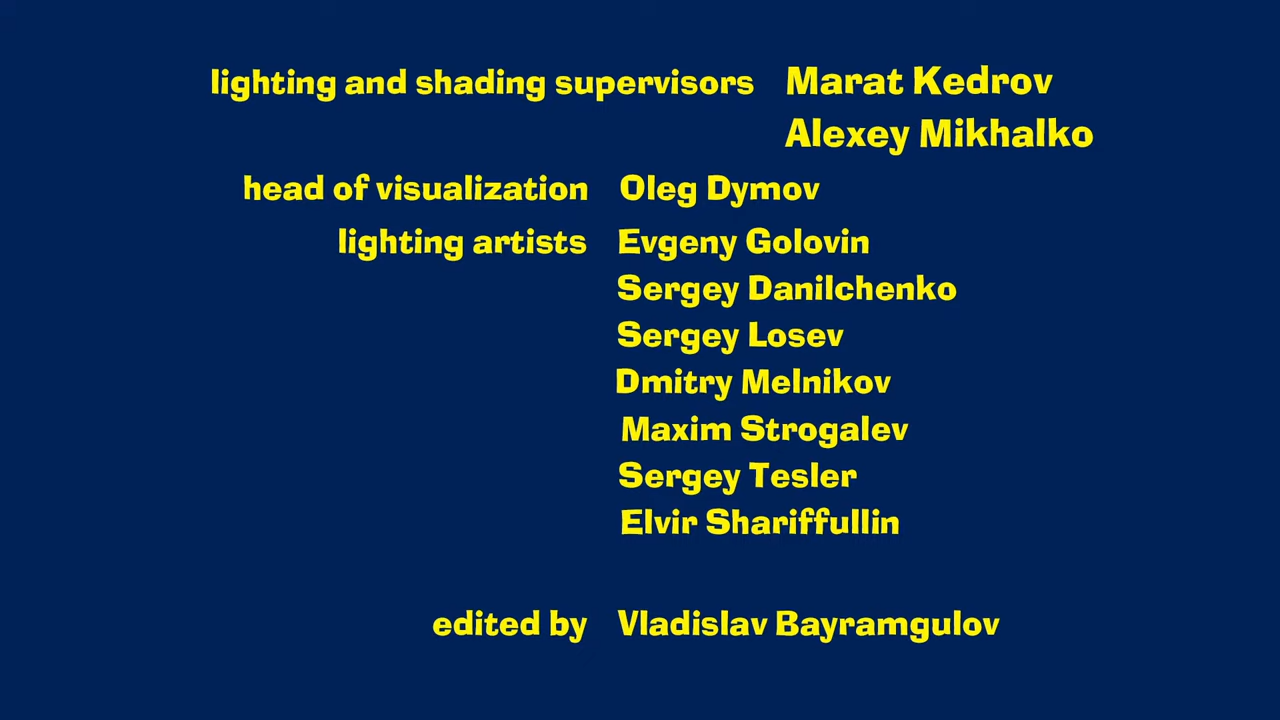 lighting and shading supervisors Marat Kedrov
Alexey Mikhalko
head of visualization Oleg Dymov
lighting artists Evgeny Golovin
Sergey Danilchenko
Sergey Losev
Dmitry Melnikov
Maxim Strogalev
Sergey Tesler
Elvir Shariffullin
edited by Vladislav Bayramgulov